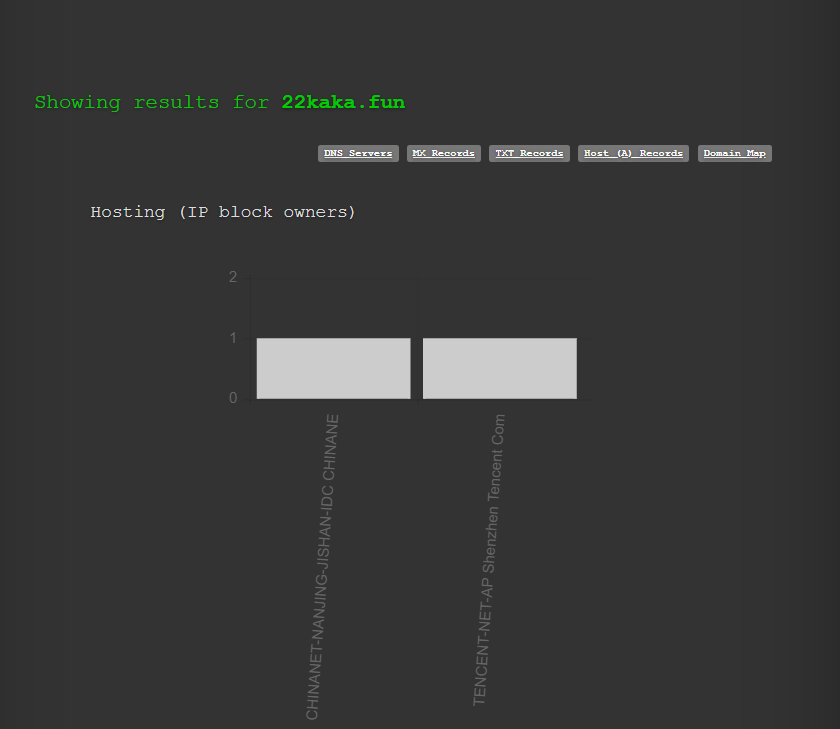 Showing results for 22kaka.fun
DNS Servers MX Records TXT Records Host (A) Records Domain Map
Hosting (IP block owners)
2
1
0
CHINANET-NANJING-JISHAN-IDC CHINANE
TENCENT-NET-AP Shenzhen Tencent Com